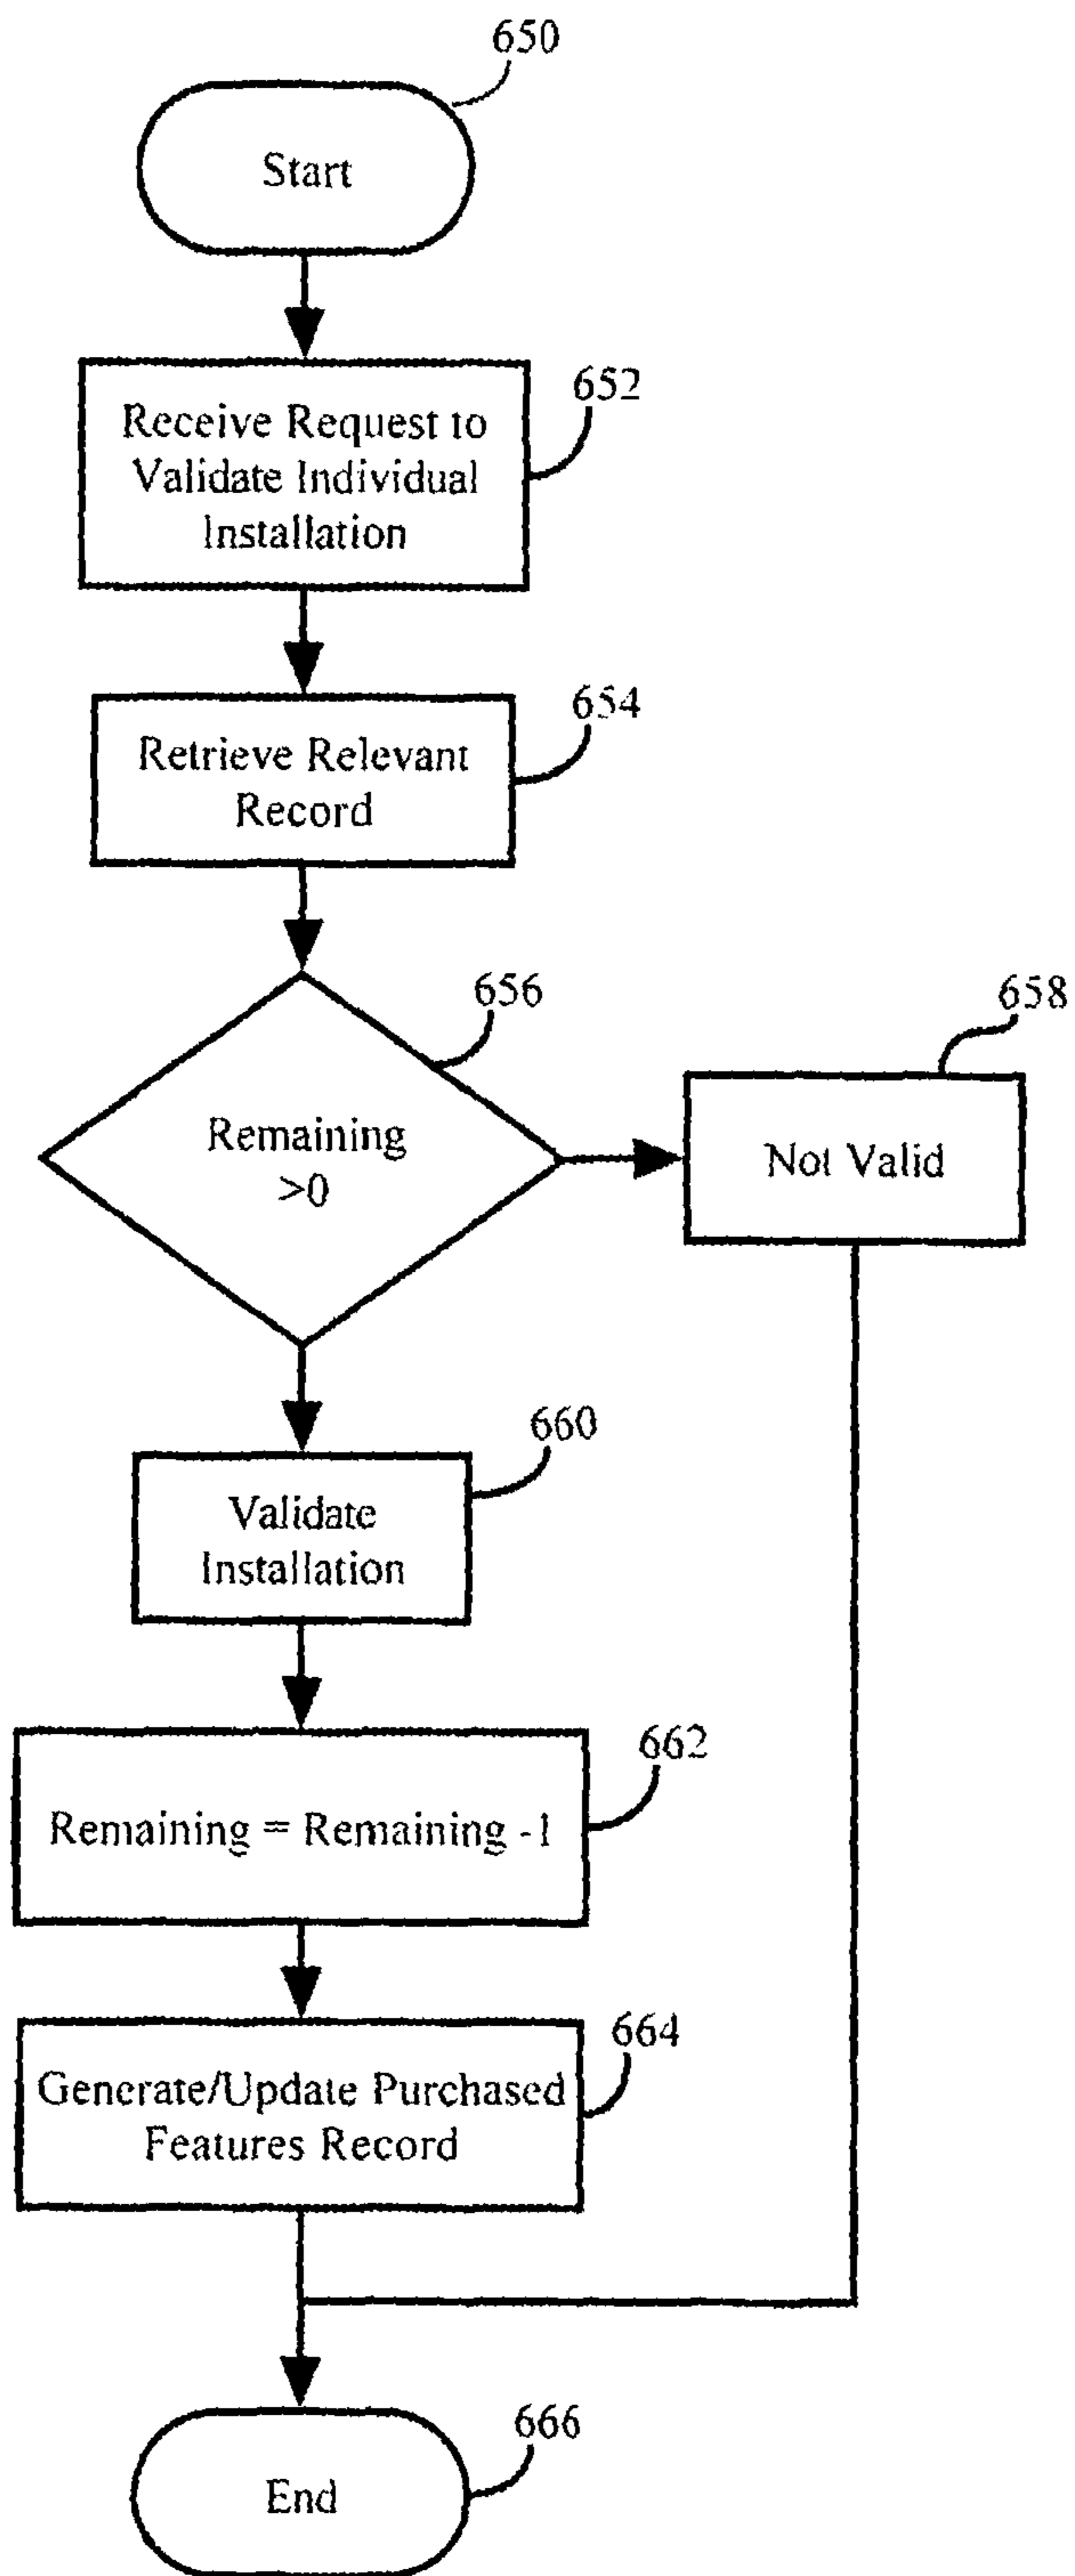 650
Start
652
Receive Request to
Validate Individual
Installation
654
Retrieve Relevant
Record
656
658
Remaining
>0
Not Valid
660
Validate
Installation
662
Remaining = Remaining -1
664
Generate/Update Purchased
Features Record
666
End